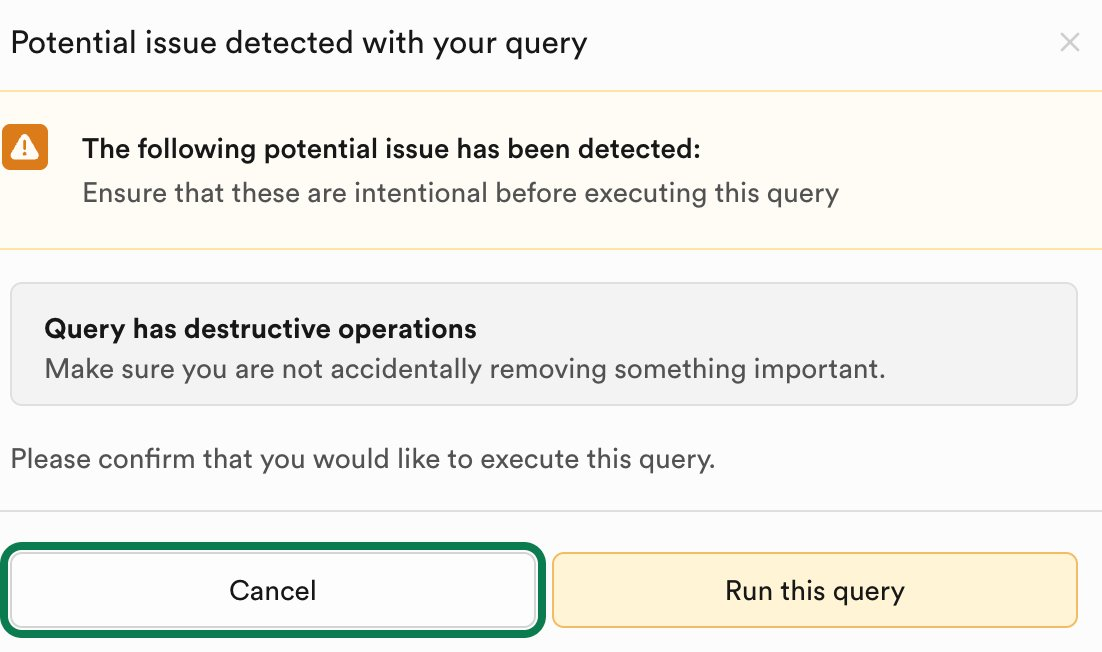 Potential issue detected with your query
The following potential issue has been detected:
Ensure that these are intentional before executing this query
Query has destructive operations
Make sure you are not accidentally removing something important.
Please confirm that you would like to execute this query.
Cancel
Run this query